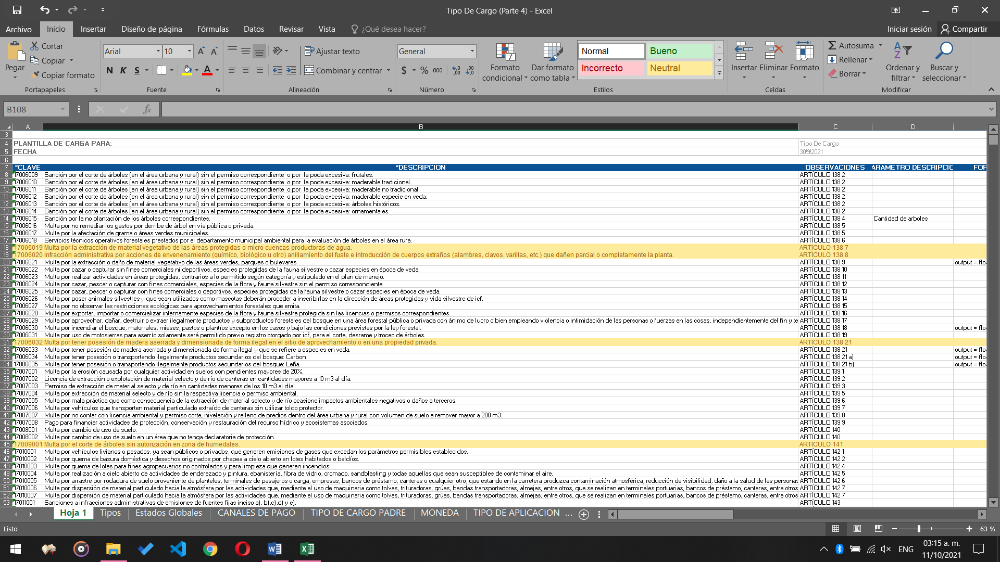 Tipo De Cargo (Parte 4) - Excel
Archivo Inicio Insertar Diseño de página Fórmulas Datos Revisar Vista ¿Qué desea hacer? Iniciar sesión Compartir
Pegar Cortar Copiar Copiar formato
Arial 10 N K S A A
Ajustar texto Combinar y centrar
General $ % 000
Formato condicional Dar formato como tabla
Normal Bueno
Incorrecto Neutral
Insertar Eliminar Formato
Autosuma Rellenar Borrar
Ordenar y filtrar Buscar y seleccionar
Portapapeles Fuente Alineación Número Estilos Celdas Modificar
B108 fx
A B C D
3
4 PLANTILLA DE CARGA PARA: Tipo De Cargo
5 FECHA 30/9/2021
6
7 *CLAVE *DESCRIPCION OBSERVACIONES ARAMETRO DESCRIPCIC FOR
8 17006009 Sanción por el corte de árboles (en el área urbana y rural) sin el permiso correspondiente o por la poda excesiva: frutales. ARTÍCULO 138 2
9 17006010 Sanción por el corte de árboles (en el área urbana y rural) sin el permiso correspondiente o por la poda excesiva: maderable tradicional. ARTÍCULO 138 2
10 17006011 Sanción por el corte de árboles (en el área urbana y rural) sin el permiso correspondiente o por la poda excesiva: maderable no tradicional. ARTÍCULO 138 2
11 17006012 Sanción por el corte de árboles (en el área urbana y rural) sin el permiso correspondiente o por la poda excesiva: maderable especie en veda. ARTÍCULO 138 2
12 17006013 Sanción por el corte de árboles (en el área urbana y rural) sin el permiso correspondiente o por la poda excesiva: árboles históricos. ARTÍCULO 138 2
13 17006014 Sanción por el corte de árboles (en el área urbana y rural) sin el permiso correspondiente o por la poda excesiva: ornamentales. ARTÍCULO 138 2
14 17006015 Sanción por la no plantación de los árboles correspondientes. ARTÍCULO 138 4 Cantidad de arboles
15 17006016 Multa por no remediar los gastos por derribe de árbol en vía pública o privada. ARTÍCULO 138 5
16 17006017 Multa por la afectación de grama o áreas verdes municipales. ARTÍCULO 138 5
17 17006018 Servicios técnicos operativos forestales prestados por el departamento municipal ambiental para la evaluación de árboles en el área rura. ARTÍCULO 138 6
18 17006019 Multa por la extracción de material vegetativo de las áreas protegidas o micro cuencas productoras de agua. ARTÍCULO 138 7
19 17006020 Infracción administrativa por acciones de envenenamiento (químico, biológico u otro) anillamiento del fuste e introducción de cuerpos extraños (alambres, clavos, varillas, etc.) que dañen parcial o completamente la planta. ARTÍCULO 138 8
20 17006021 Multa por la extracción o daño de material vegetativo de las áreas verdes, parques o bulevares. ARTÍCULO 138 9 output = flo
21 17006022 Multa por cazar o capturar sin fines comerciales ni deportivos, especies protegidas de la fauna silvestre o cazar especies en época de veda. ARTÍCULO 138 10
22 17006023 Multa por realizar actividades en áreas protegidas, contrarios a lo permitido según categoría y estipulado en el plan de manejo. ARTÍCULO 138 11
23 17006024 Multa por cazar, pescar o capturar con fines comerciales, especies de la flora y fauna silvestre sin el permiso correspondiente. ARTÍCULO 138 12
24 17006025 Multa por cazar, pescar o capturar con fines comerciales o deportivos, especies protegidas de la fauna silvestre o cazar especies en época de veda. ARTÍCULO 138 13
25 17006026 Multa por poser animales silvestres y que sean utilizados como mascotas deberán proceder a inscribirlas en la dirección de áreas protegidas y vida silvestre de icf. ARTÍCULO 138 14
26 17006027 Multa por no observar las restricciones ecológicas para aprovechamientos forestales que emita. ARTÍCULO 138 15
27 17006028 Multa por exportar, importar o comercializar internamente especies de la flora y fauna silvestre protegida sin las licencias o permisos correspondientes. ARTÍCULO 138 16
28 17006029 Multa por aprovechar, dañar, destruir o extraer ilegalmente productos y subproductos forestales del bosque en una área forestal pública o privada con ánimo de lucro o bien empleando violencia o intimidación de las personas o fuerzas en las cosas, independientemente del fin y te ARTÍCULO 138 17
29 17006030 Multa por incendiar el bosque, matorrales, mieses, pastos o plantíos excepto en los casos y bajo las condiciones previstas por la ley forestal. ARTÍCULO 138 18 output = flo
30 17006031 Multa por uso de motosierras para aserrío solamente será permitido previo registro otorgado por icf, para el corte, desrame y troceo de árboles. ARTÍCULO 138 19
31 17006032 Multa por tener posesión de madera aserrada y dimensionada de forma ilegal en el sitio de aprovechamiento o en una propiedad privada. ARTÍCULO 138 21
32 17006033 Multa por tener posesión de madera aserrada y dimensionada de forma ilegal y que se refiere a especies en veda. ARTÍCULO 138 21 output = flo
33 17006034 Multa por tener posesión o transportando ilegalmente productos secundarios del bosque: Carbon ARTÍCULO 138 21 a) output = flo
34 17006035 Multa por tener posesión o transportando ilegalmente productos secundarios del bosque: Leña. ARTÍCULO 138 21 b) output = flo
35 17007001 Multa por la erosión causada por cualquier actividad en suelos con pendientes mayores de 20%. ARTÍCULO 139 1
36 17007002 Licencia de extracción o explotación de material selecto y de río de canteras en cantidades mayores a 10 m3 al día. ARTÍCULO 139 2
37 17007003 Permiso de extracción de material selecto y de río en cantidades menores de los 10 m3 al día. ARTÍCULO 139 3
38 17007004 Multa por extracción de material selecto y de río sin la respectiva licencia o permiso ambiental. ARTÍCULO 139 5
39 17007005 Multa por mala práctica que como consecuencia de la extracción de material selecto y de río ocasione impactos ambientales negativos o daños a terceros. ARTÍCULO 139 6
40 17007006 Multa por vehículos que transporten material particulado extraído de canteras sin utilizar toldo protector. ARTÍCULO 139 7
41 17007007 Multa por no contar con licencia ambiental y permiso corte, nivelación y relleno de predios dentro del área urbana y rural con volumen de suelo a remover mayor a 200 m3. ARTÍCULO 139 8
42 17007008 Pago para financiar actividades de protección, conservación y restauración del recurso hídrico y ecosistemas asociados. ARTÍCULO 139 9
43 17008001 Multa por cambio de uso de suelo. ARTÍCULO 140
44 17008002 Multa por cambio de uso de suelo en un área que no tenga declaratoria de protección. ARTÍCULO 140
45 17009001 Multa por el corte de árboles sin autorización en zona de humedales. ARTÍCULO 141
46 17010001 Multa por vehículos livianos o pesados, ya sean públicos o privados, que generen emisiones de gases que excedan los parámetros permisibles establecidos. ARTÍCULO 142 1
47 17010002 Multa por quema de basura doméstica y desechos originados por chapea a cielo abierto en lotes habitados o baldíos. ARTÍCULO 142 2
48 17010003 Multa por quema de lotes para fines agropecuarios no controlados y para limpieza que generen incendios. ARTÍCULO 142 4
49 17010004 Multa por realización a cielo abierto de actividades de enderezado y pintura, ebanistería, fibra de vidrio, cromado, sandblasting y todas aquellas que sean susceptibles de contaminar el aire. ARTÍCULO 142 5
50 17010005 Multa por arrastre por rodadura de suelo proveniente de planteles, terminales de pasajeros o carga, empresas, bancos de préstamo, canteras o cualquier otro, que estando en la carretera produzca contaminación atmosférica, reducción de visibilidad, daño a la salud de las personas ARTÍCULO 142 6
51 17010006 Multa por dispersión de material particulado hacia la atmósfera por las actividades que, mediante el uso de maquinaria como tolvas, trituradoras, grúas, bandas transportadoras, almejas, entre otros, que se realizan en terminales portuarias, bancos de préstamo, canteras, entre otros ARTÍCULO 142 7
52 17010007 Multa por dispersión de material particulado hacia la atmósfera por las actividades que, mediante el uso de maquinaria como tolvas, trituradoras, grúas, bandas transportadoras, almejas, entre otros, que se realizan en terminales portuarias, bancos de préstamo, canteras, entre otros ARTÍCULO 142 7
53 17011001 Sanciones a infracciones administrativas de emisiones de fuentes fijas inciso a), b),c),d) y e). ARTÍCULO 143
Hoja 1 Tipos Estados Globales CANALES DE PAGO TIPO DE CARGO PADRE MONEDA TIPO DE APLICACION ...
Listo 63 %
ENG 03:15 a. m.
11/10/2021